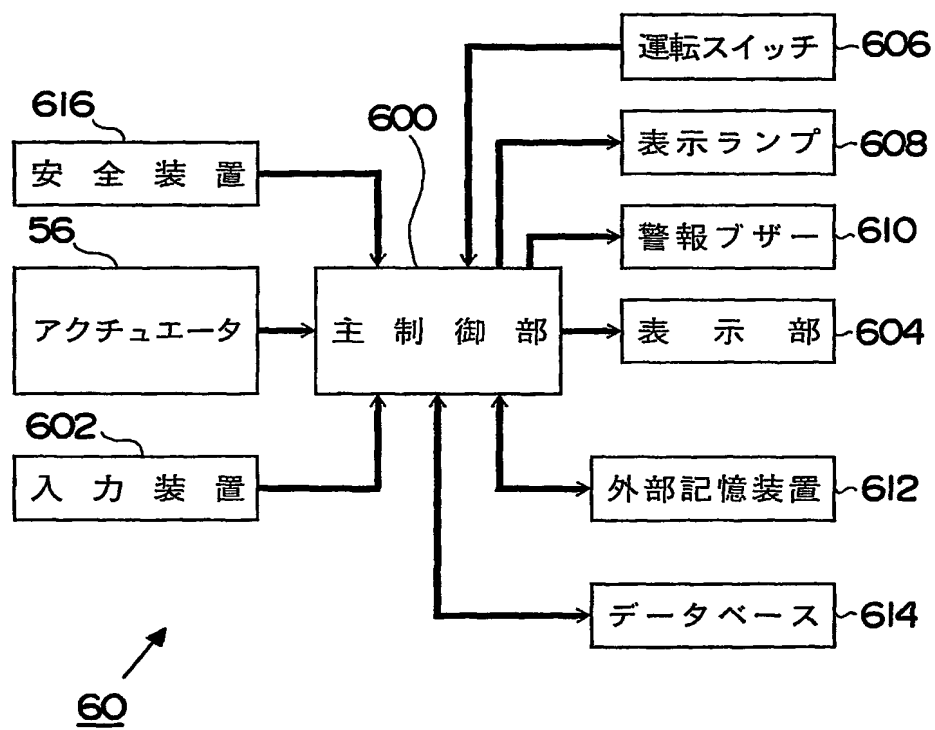 運転スイッチ 606
616
安全装置
600
表示ランプ 608
56
警報ブザー 610
アクチュエータ
主制御部
表示部 604
602
入力装置
外部記憶装置 612
データベース 614
60